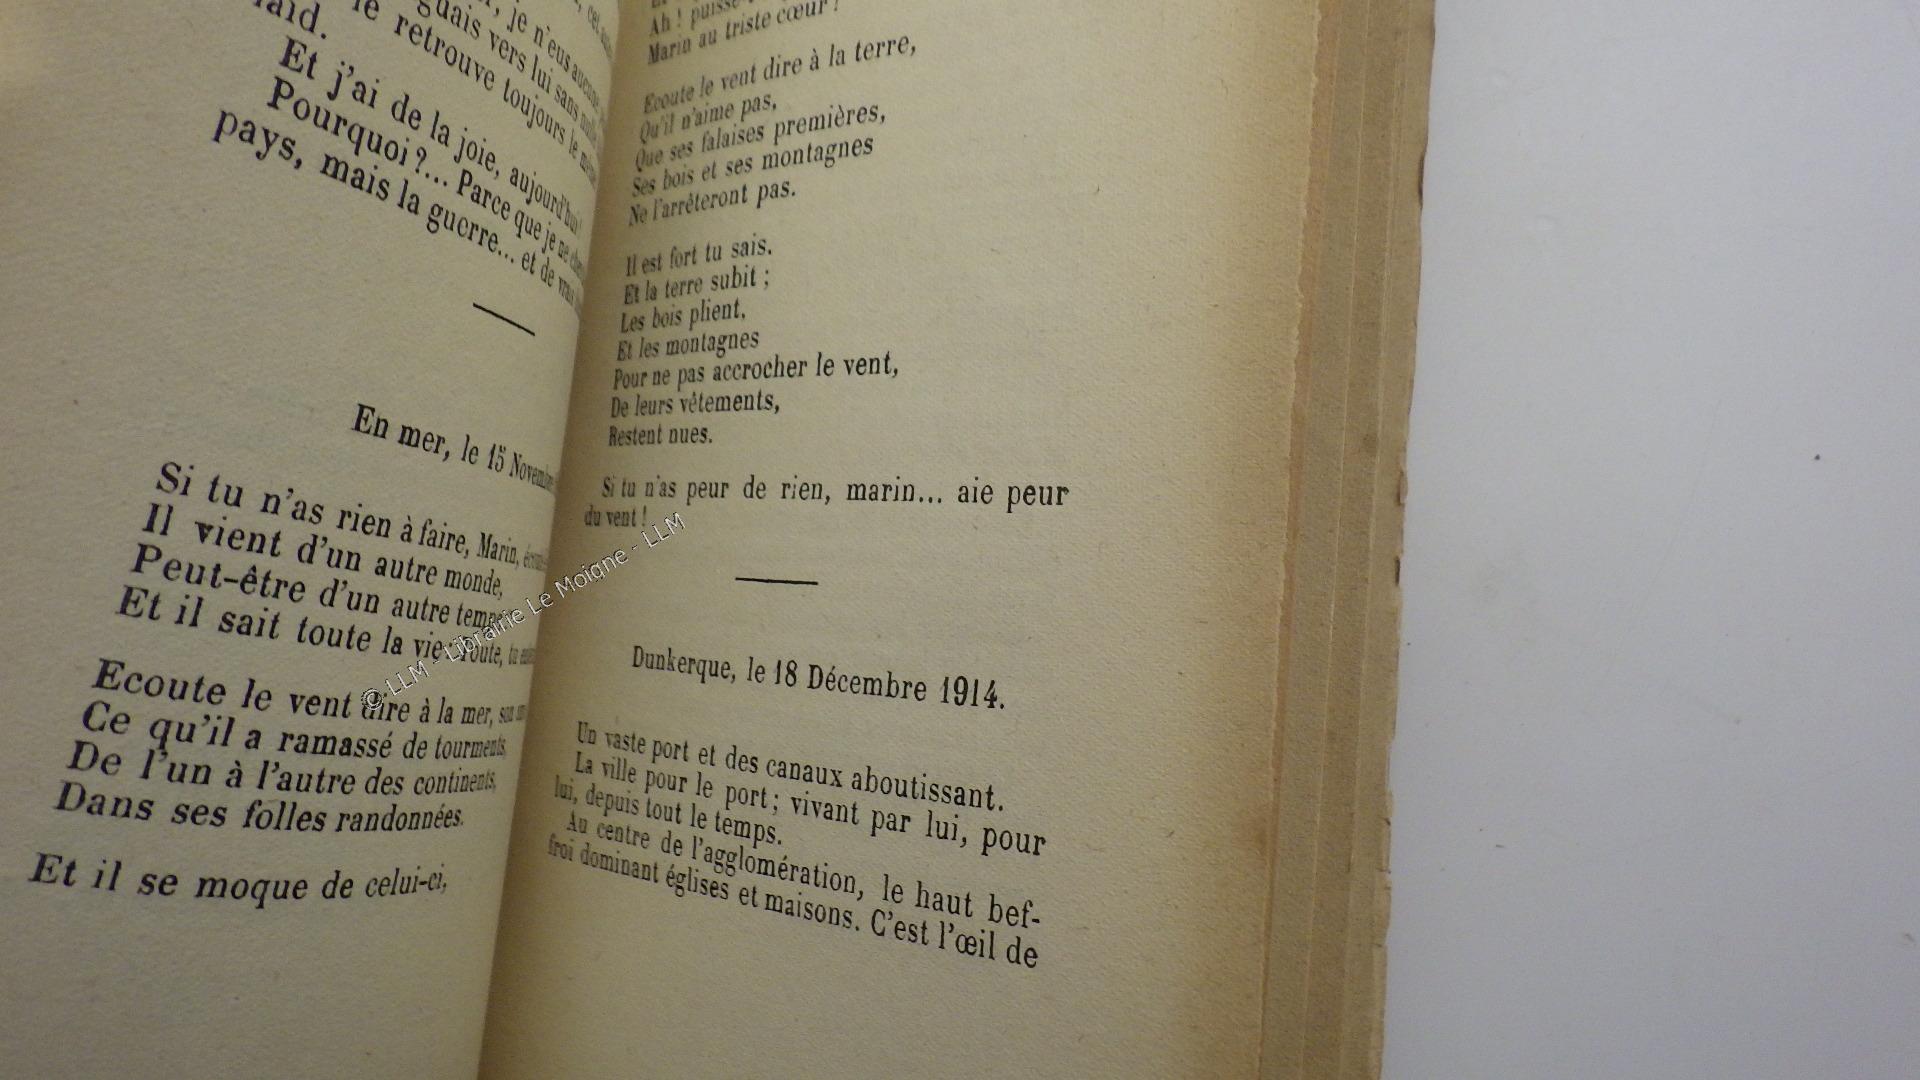 laid.
Et j'ai de la joie, aujourd'hui!
Pourquoi?... Parce que je ne
pays, mais la guerre... et de
En mer, le 15 Novembre
Si tu n'as rien à faire, Marin,
Il vient d'un autre monde,
Peut-être d'un autre temps
Et il sait toute la vie. Toute, tu
Ecoute le vent dire à la mer,
Ce qu'il a ramassé de tourments,
De l'un à l'autre des continents,
Dans ses folles randonnées.
Et il se moque de celui-ci,
Ah! puisse
Marin au triste cœur!
Ecoute le vent dire à la terre,
Qu'il n'aime pas,
Que ses falaises premières,
Ses bois et ses montagnes
Ne l'arrêteront pas.
Il est fort tu sais.
Et la terre subit;
Les bois plient,
Et les montagnes
Pour ne pas accrocher le vent,
De leurs vêtements,
Restent nues.
Si tu n'as peur de rien, marin... aie peur
du vent!
Dunkerque, le 18 Décembre 1914.
Un vaste port et des canaux aboutissant.
La ville pour le port; vivant par lui, pour
lui, depuis tout le temps.
Au centre de l'agglomération, le haut bef-
froi dominant églises et maisons. C'est l'œil de
© LLM - Librairie Le Moigne - LLM